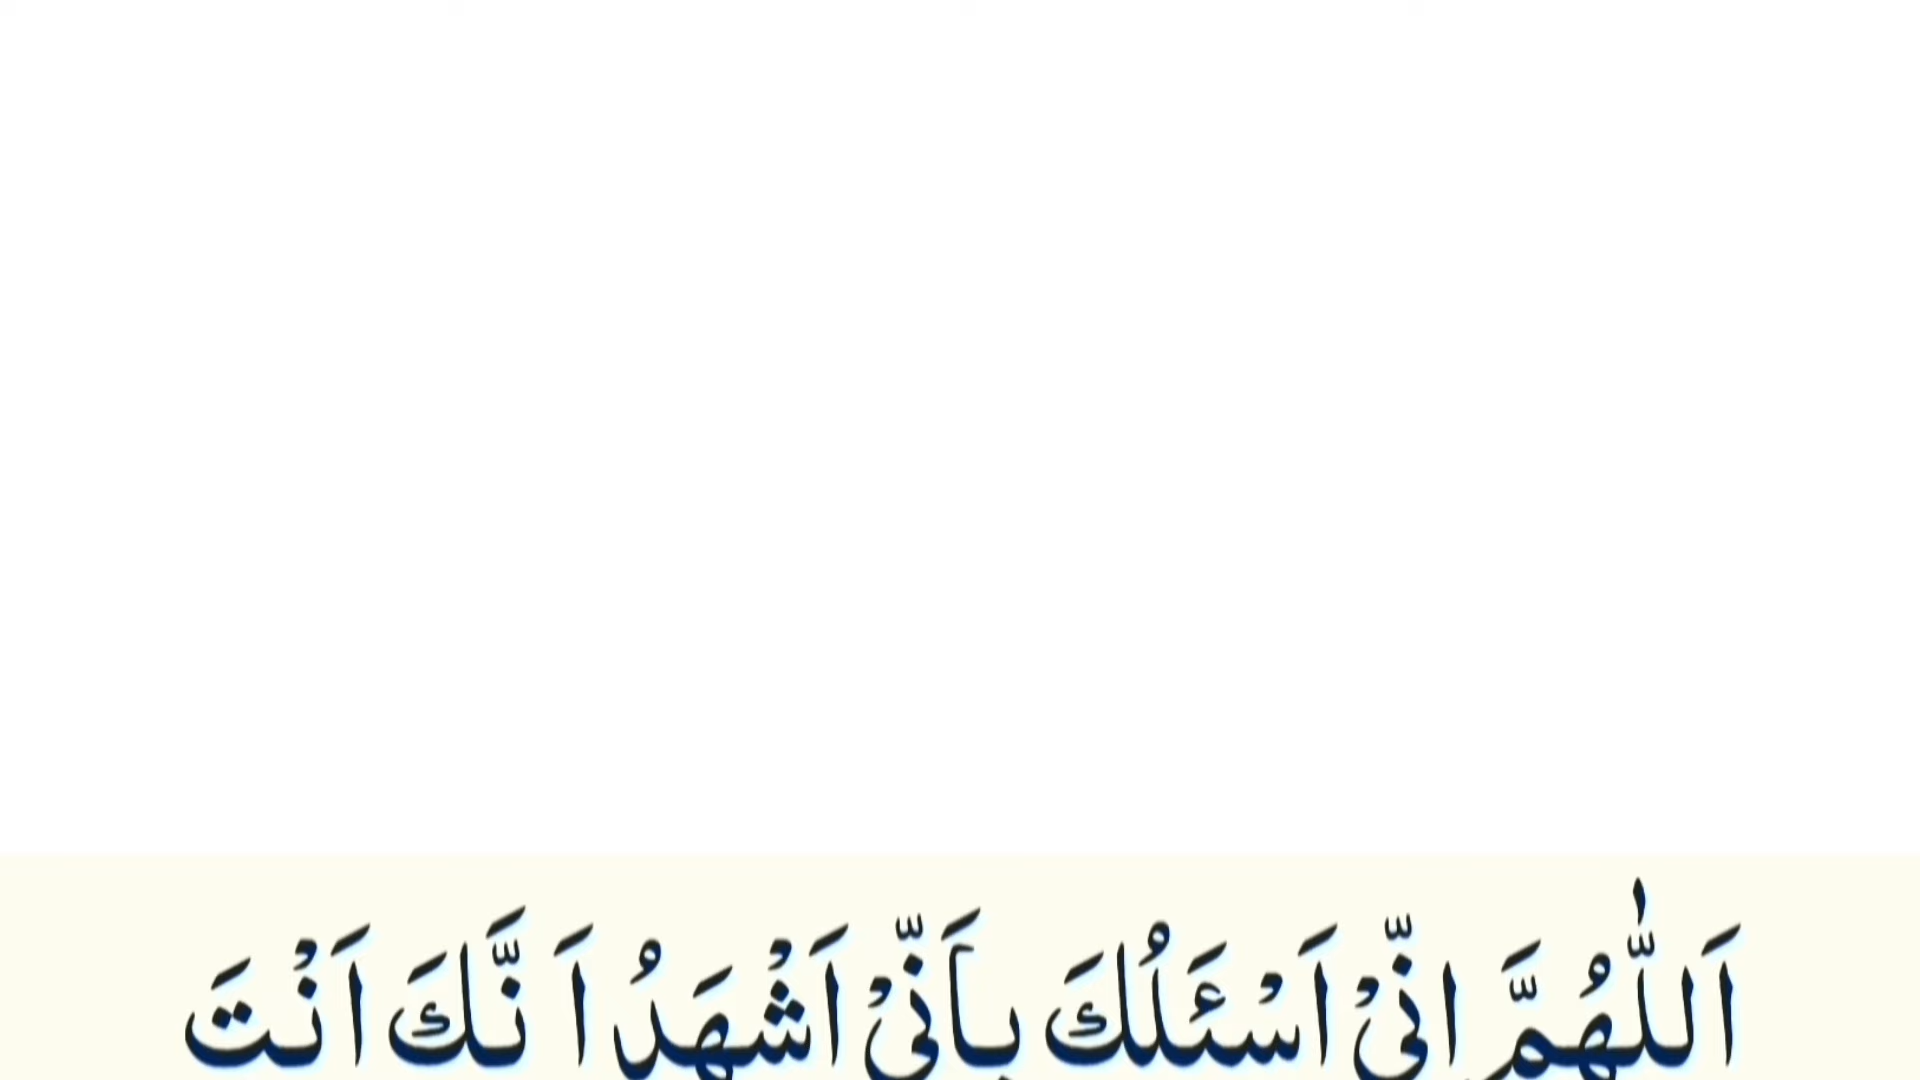 اَللّٰهُمَّ اِنِّیْ اَسْئَلُكَ بِأَنِّیْ اَشْهَدُ اَ نَّكَ اَنْتَ